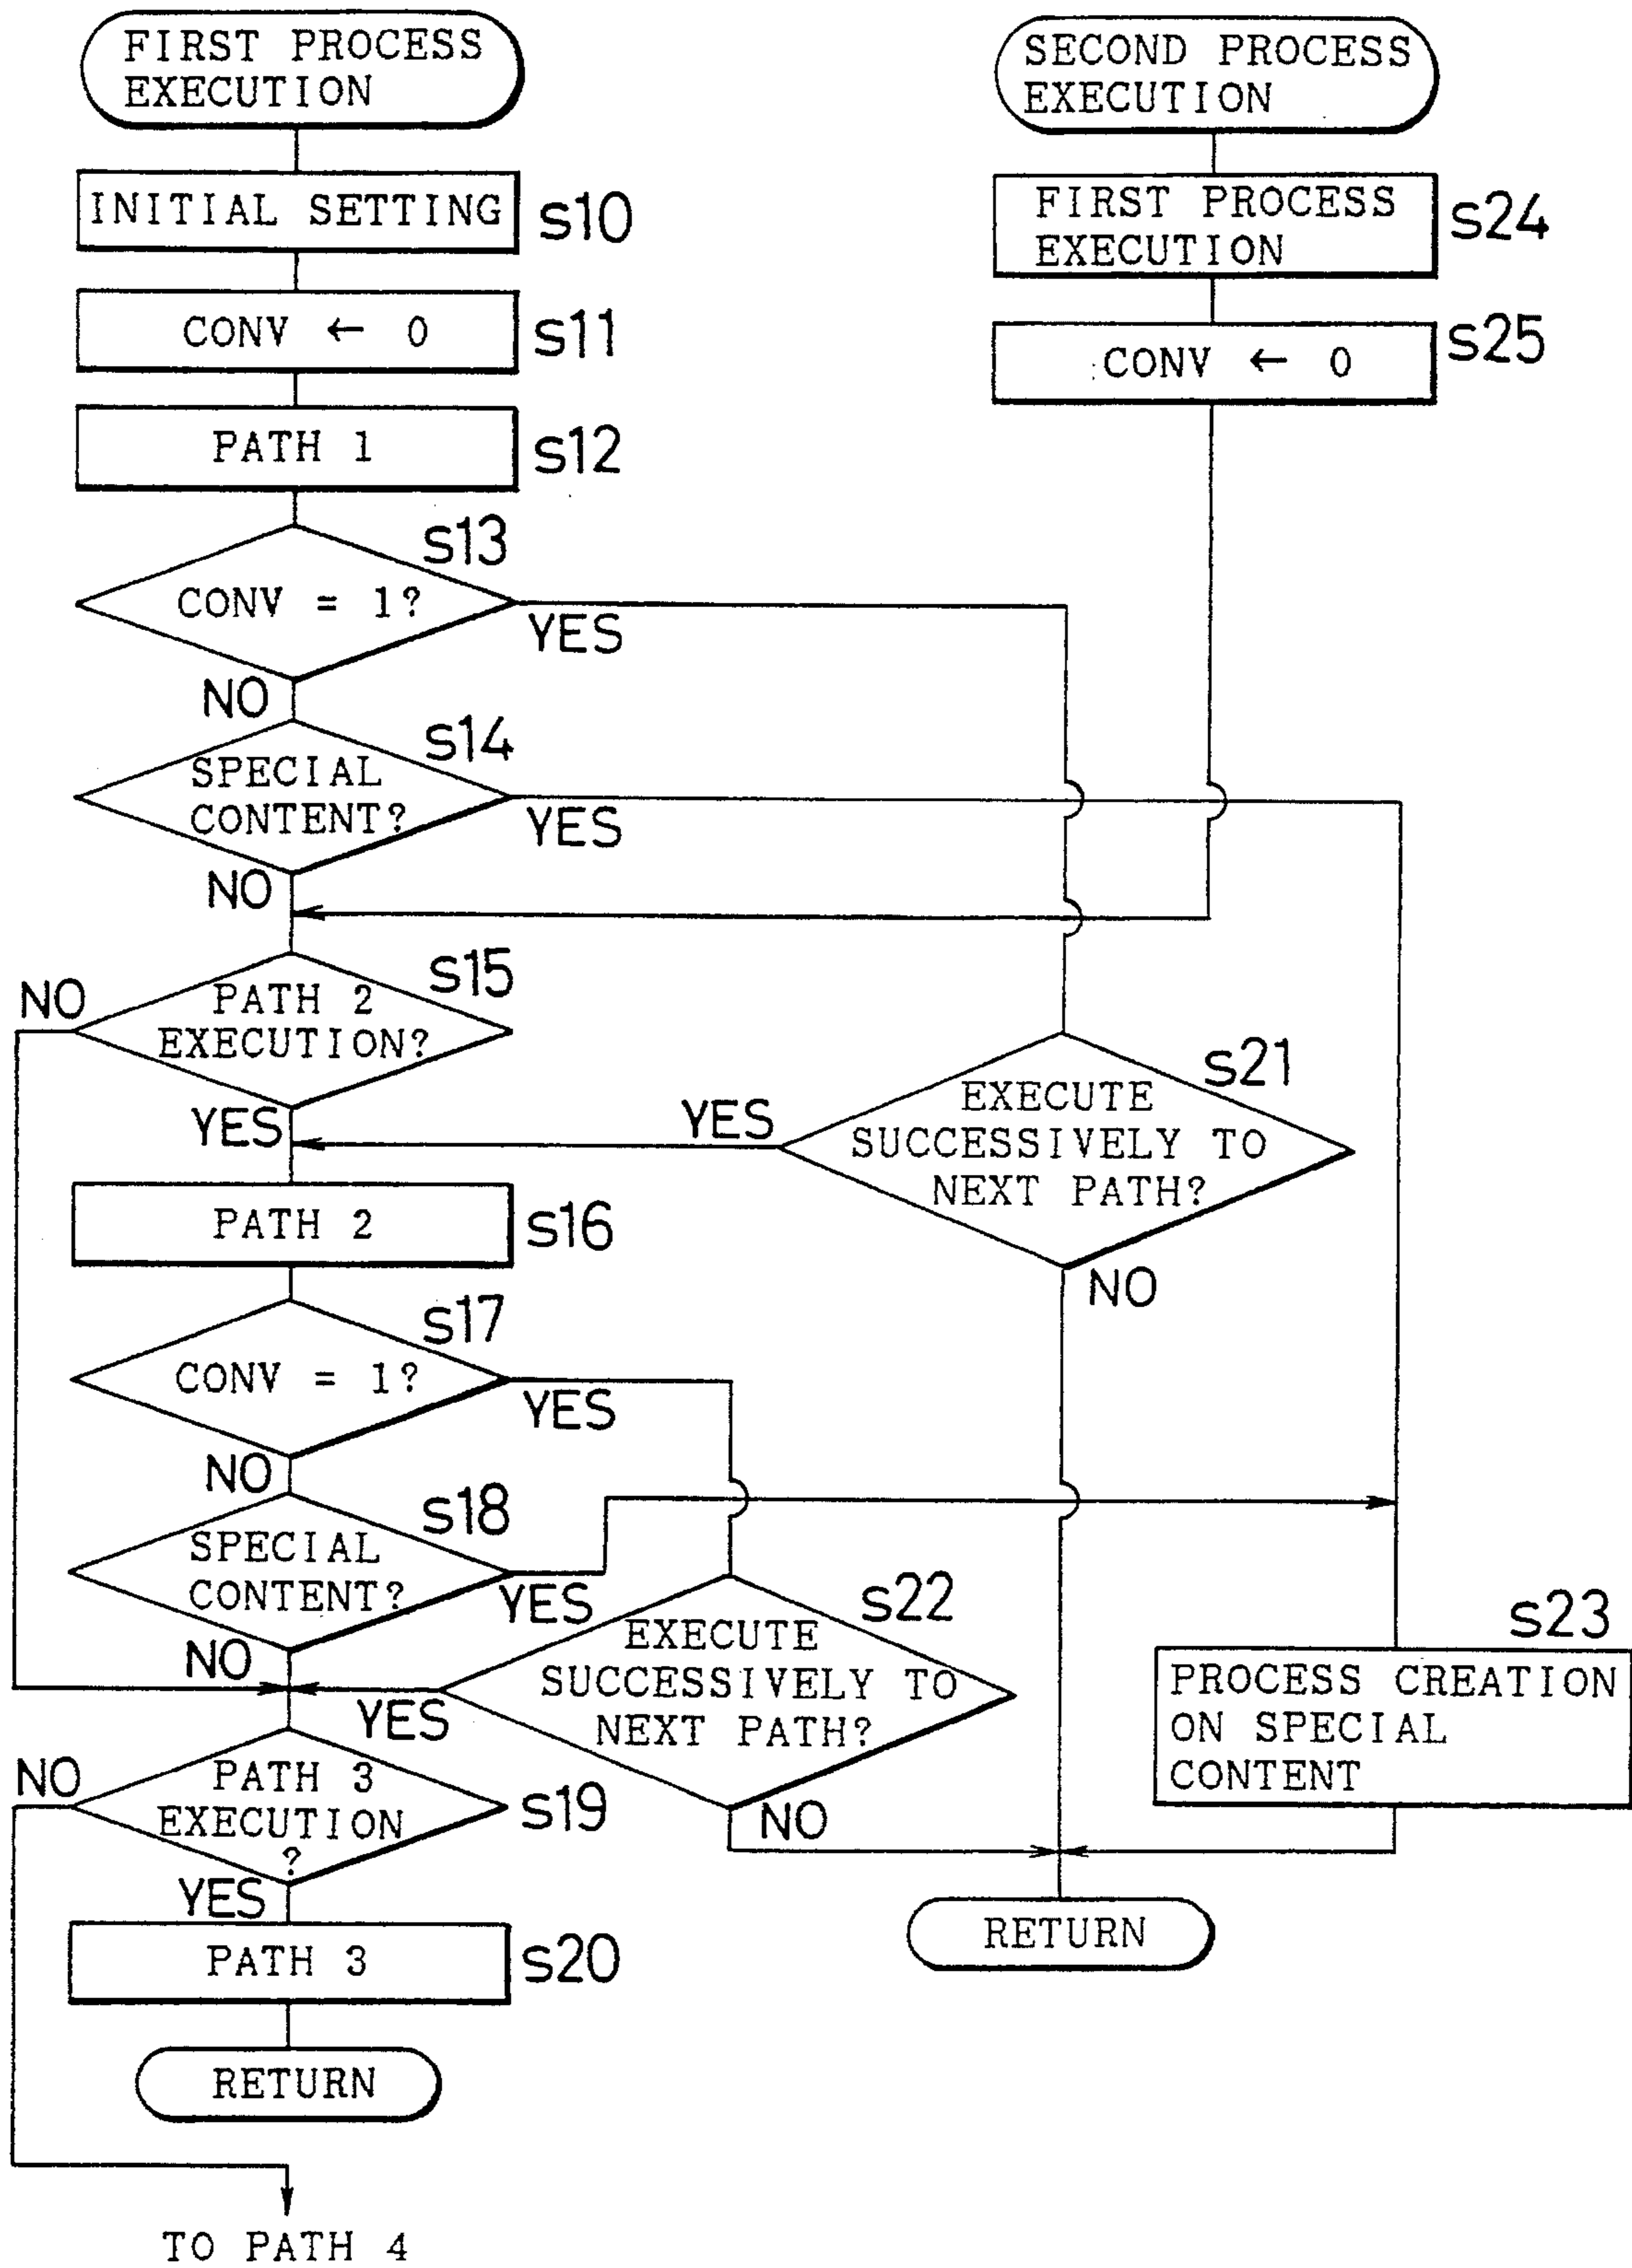 FIRST PROCESS
EXECUTION
INITIAL SETTING
s10
CONV ← 0
s11
PATH 1
s12
s13
CONV = 1?
YES
NO
s14
SPECIAL
CONTENT?
YES
NO
s15
NO
PATH 2
EXECUTION?
YES
PATH 2
s16
s17
CONV = 1?
YES
NO
s18
SPECIAL
CONTENT?
YES
NO
NO
PATH 3
EXECUTION
?
s19
YES
PATH 3
s20
RETURN
TO PATH 4
SECOND PROCESS
EXECUTION
FIRST PROCESS
EXECUTION
s24
CONV ← 0
s25
s21
YES
EXECUTE
SUCCESSIVELY TO
NEXT PATH?
NO
s22
EXECUTE
SUCCESSIVELY TO
NEXT PATH?
YES
NO
s23
PROCESS CREATION
ON SPECIAL
CONTENT
RETURN